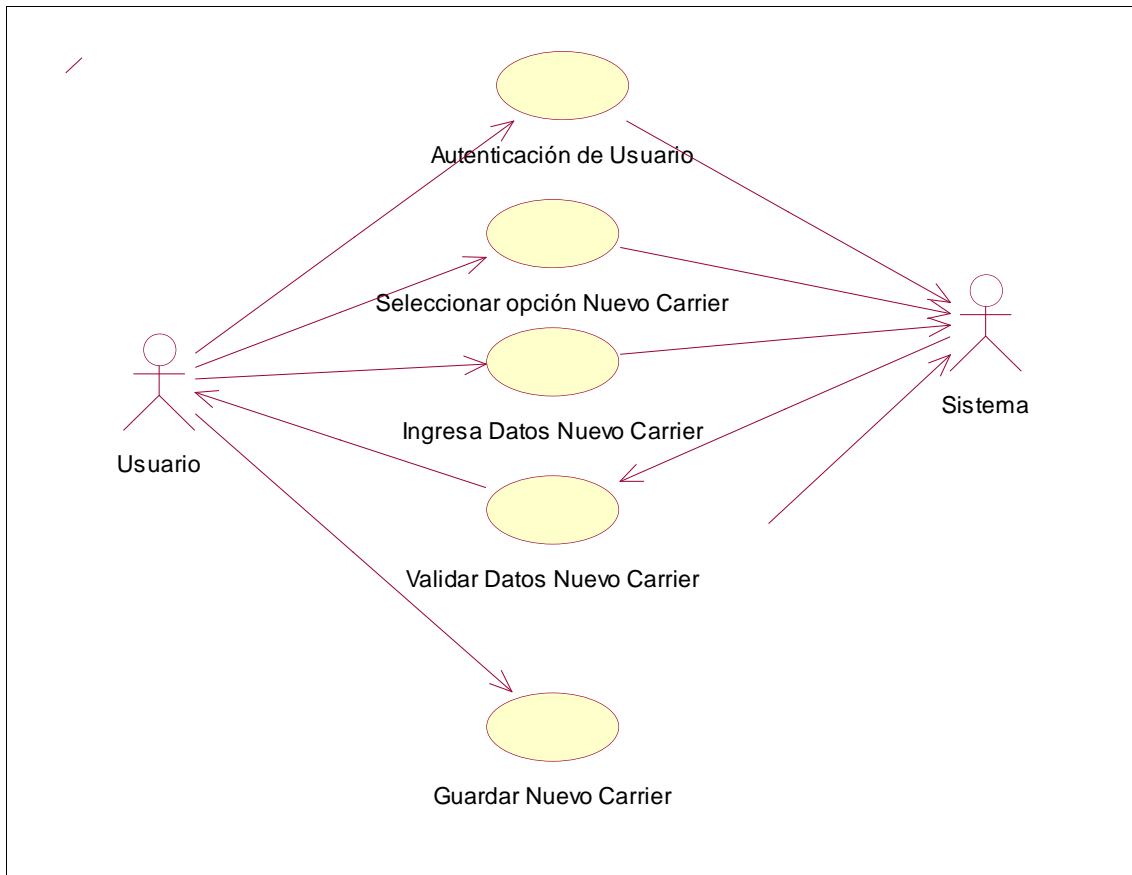 Autenticación de Usuario
Seleccionar opción Nuevo Carrier
Sistema
Ingresa Datos Nuevo Carrier
Usuario
Validar Datos Nuevo Carrier
Guardar Nuevo Carrier